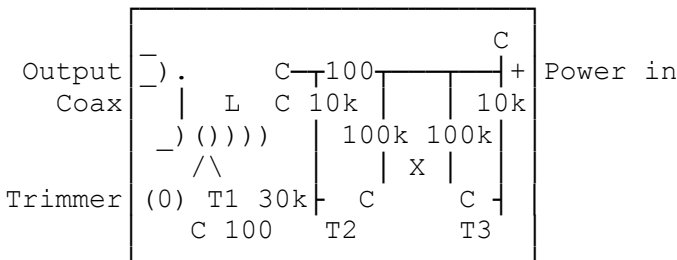 C
Output _). C 100 + Power in
Coax L C 10k 10k
_)()))) 100k 100k
/\ X
Trimmer (0) T1 30k C C
C 100 T2 T3